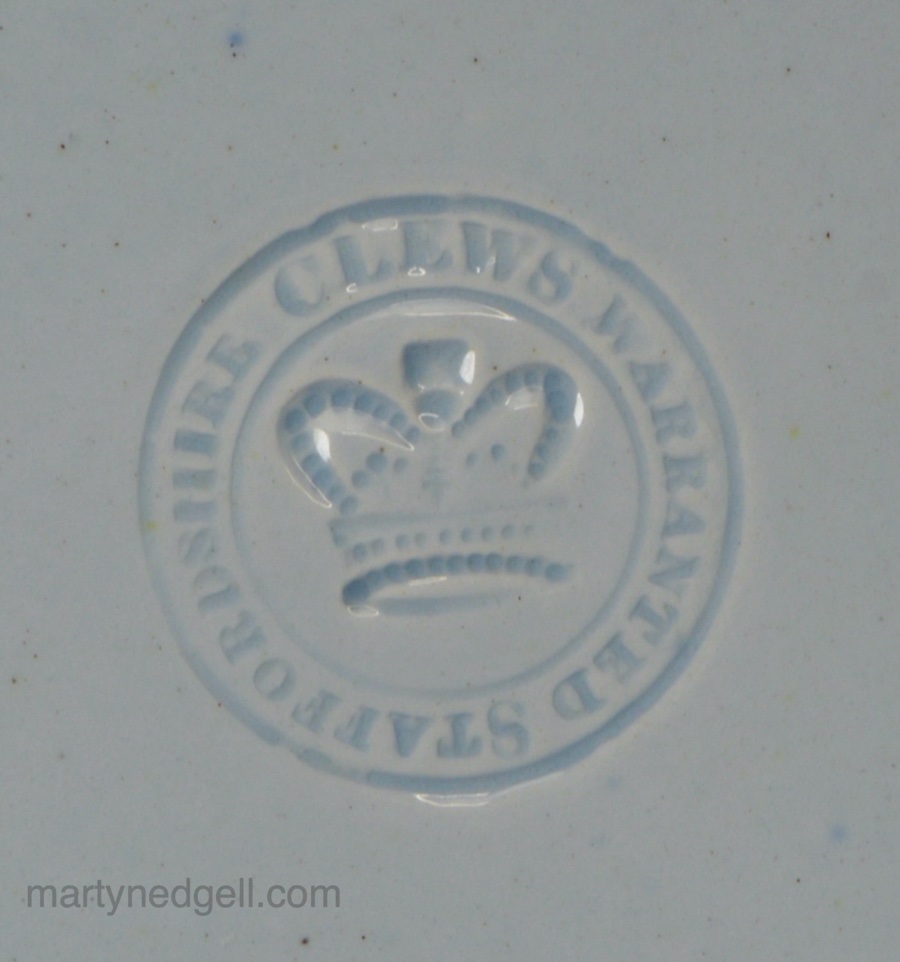 CLEWS WARRANTED STAFFORDSHIRE
martynedgell.com